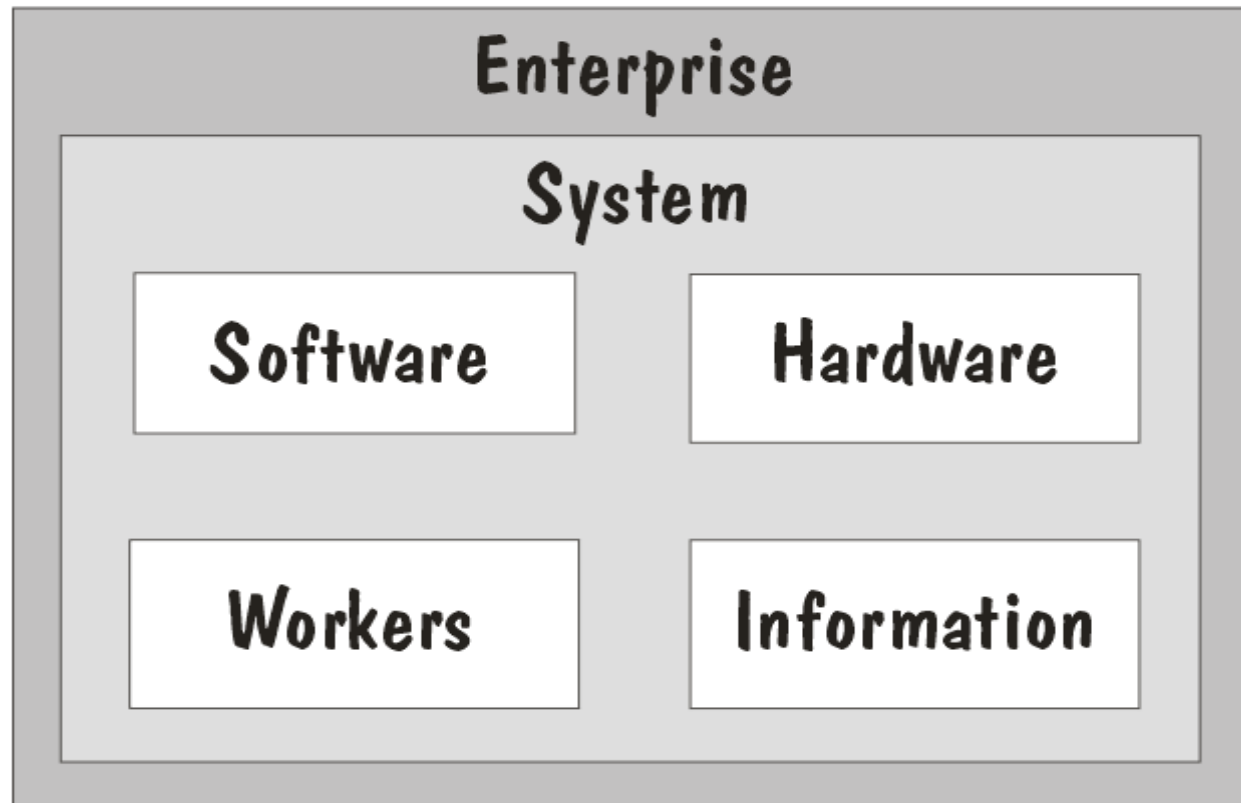 Enterprise
System
Software
Hardware
Workers
Information